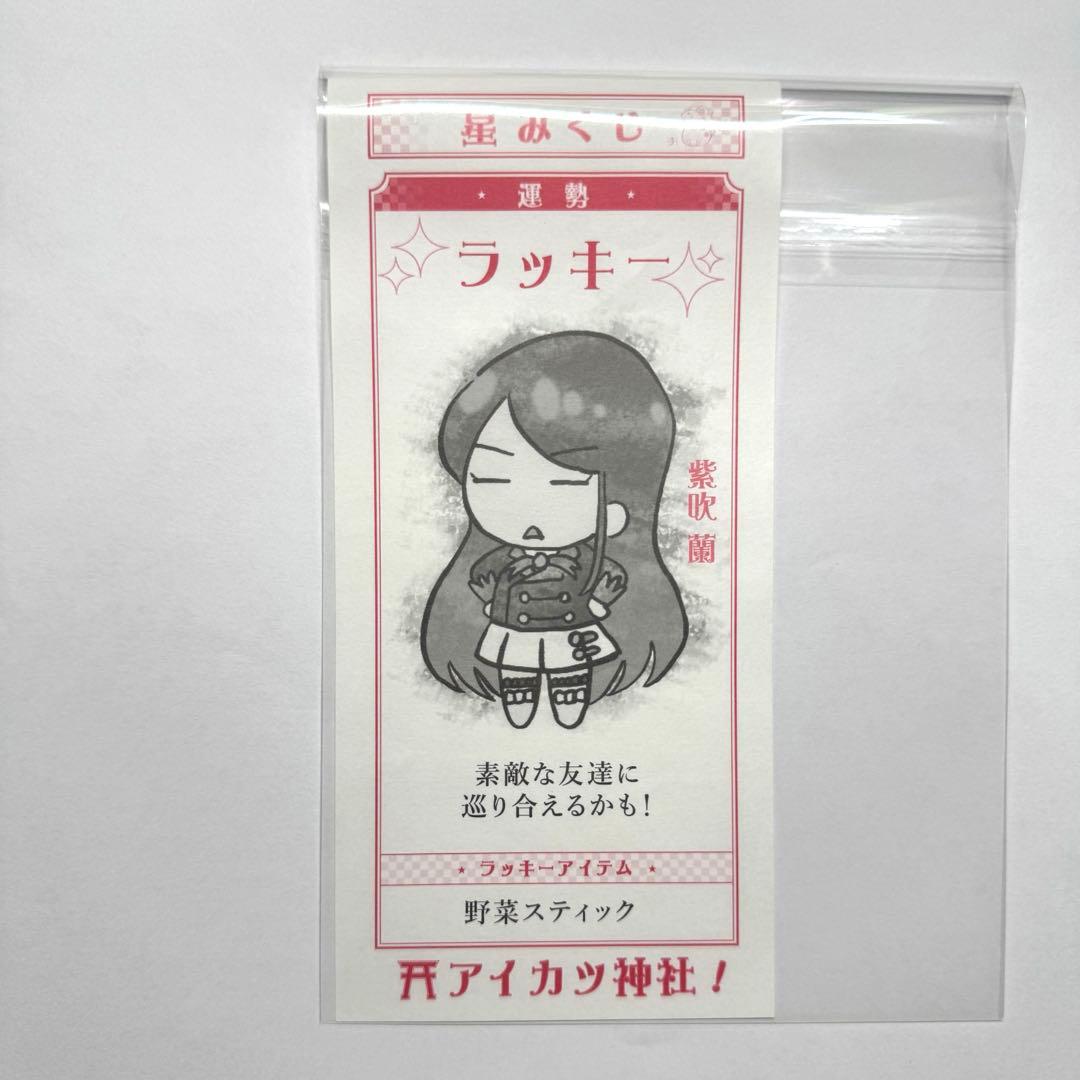 星みくじ
★ 運勢 ★
ラッキー
紫吹 蘭
素敵な友達に
巡り合えるかも!
★ ラッキーアイテム ★
野菜スティック
アイカツ神社!